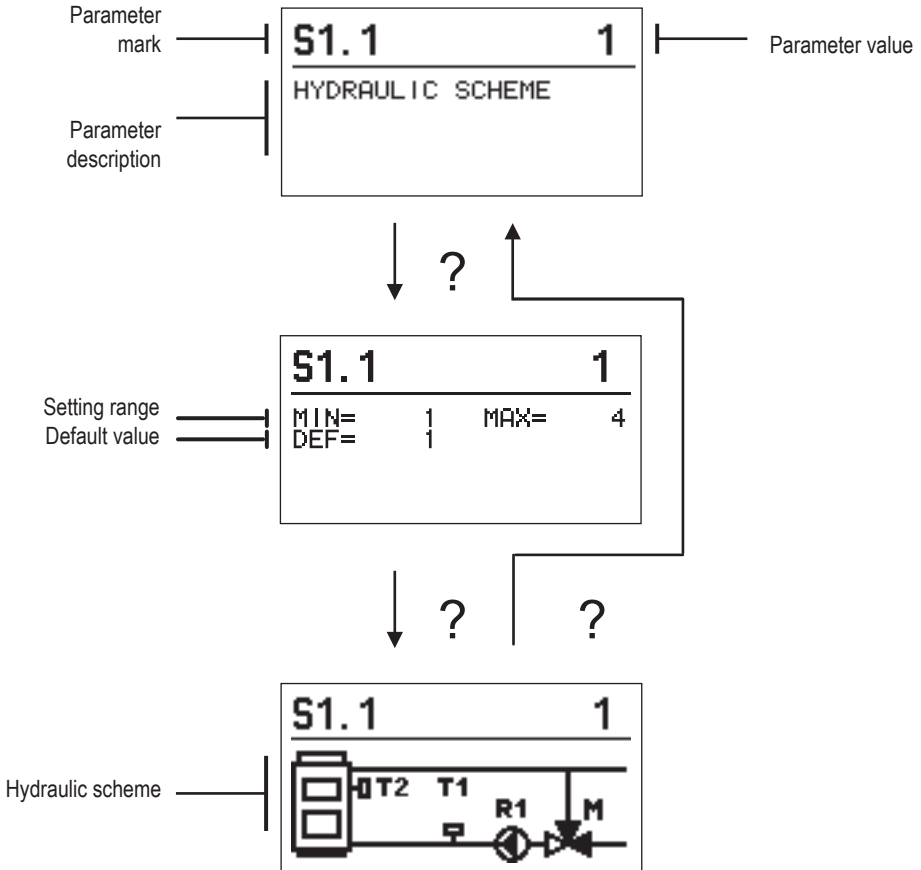 Parameter
mark
S1.1 1
Parameter value
HYDRAULIC SCHEME
Parameter
description
?
S1.1 1
Setting range
MIN= 1 MAX= 4
Default value
DEF= 1
? ?
S1.1 1
Hydraulic scheme
T2 T1
R1 M